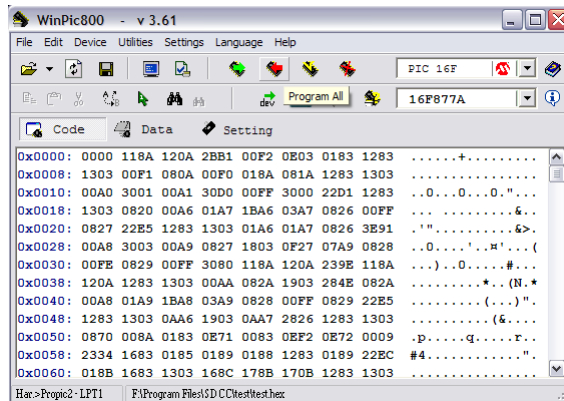 WinPic800 - v 3.61
File Edit Device Utilities Settings Language Help
PIC 16F
dev Program All 16F877A
Code Data Setting
0x0000: 0000 118A 120A 2BB1 00F2 0E03 0183 1283 ......+.........
0x0008: 1303 00F1 080A 00F0 018A 081A 1283 1303 ................
0x0010: 00A0 3001 00A1 30D0 00FF 3000 22D1 1283 ..0...0...0."...
0x0018: 1303 0820 00A6 01A7 1BA6 03A7 0826 00FF ... .........&..
0x0020: 0827 22E5 1283 1303 01A6 01A7 0826 3E91 .'"..........&>.
0x0028: 00A8 3003 00A9 0827 1803 0F27 07A9 0828 ..0....'..¤'...(
0x0030: 00FE 0829 00FF 3080 118A 120A 239E 118A ...)..0.....#...
0x0038: 120A 1283 1303 00AA 082A 1903 284E 082A .........*..(N.*
0x0040: 00A8 01A9 1BA8 03A9 0828 00FF 0829 22E5 .........(...)".
0x0048: 1283 1303 0AA6 1903 0AA7 2826 1283 1303 ..........(&....
0x0050: 0870 008A 0183 0E71 0083 0EF2 0E72 0009 .p.....q.....r..
0x0058: 2334 1683 0185 0189 0188 1283 0189 22EC #4............".
0x0060: 018B 1683 1303 168C 178B 170B 1283 1303 ................
Har.>Propic2 - LPT1 F:\Program Files\SDCC\test\test.hex